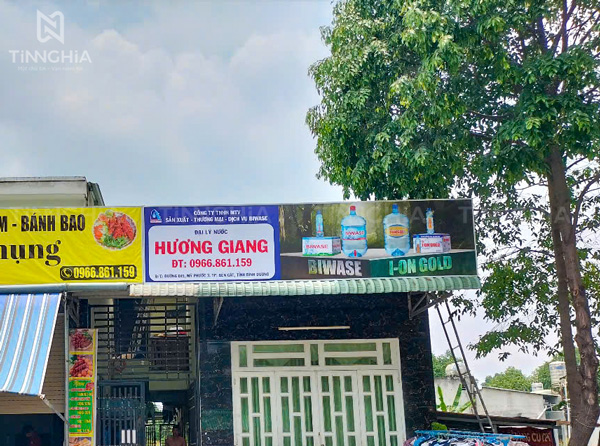 TINNGHIA
M - BÁNH BAO
hụng
0966.861.159
CÔNG TY TNHH MTV
SẢN XUẤT - THƯƠNG MẠI - DỊCH VỤ BIWASE
ĐẠI LÝ NƯỚC
HƯƠNG GIANG
ĐT: 0966.861.159
BIWASE
I-ON GOLD